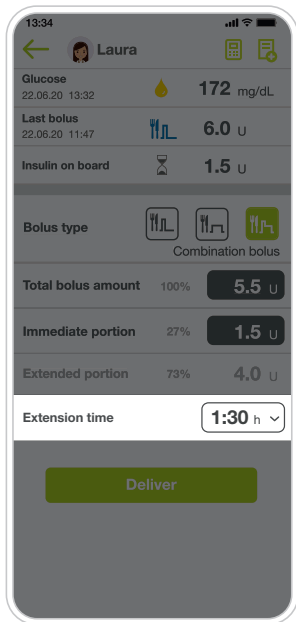 13:34
Laura
Glucose
22.06.20 13:32
172 mg/dL
Last bolus
22.06.20 11:47
6.0 U
Insulin on board
1.5 U
Bolus type
Combination bolus
Total bolus amount 100% 5.5 U
Immediate portion 27% 1.5 U
Extended portion 73% 4.0 U
Extension time 1:30 h
Deliver